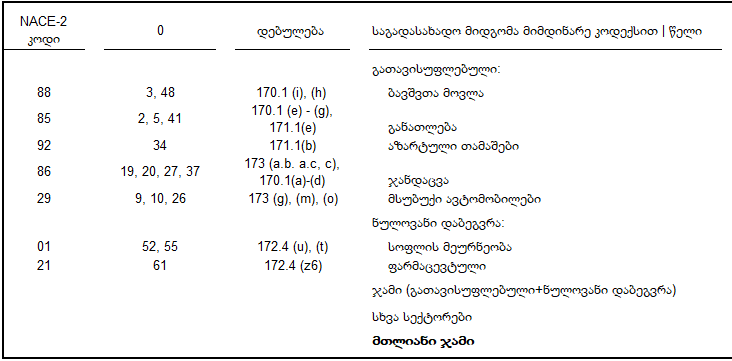 NACE-2 კოდი 0 დებულება საგადასახადო მიდგომა მიმდინარე კოდექსით | წელი
გათავისუფლებული:
88 3, 48 170.1 (i), (h) ბავშვთა მოვლა
85 2, 5, 41 170.1 (e) - (g), 171.1(e) განათლება
92 34 171.1(b) აზარტული თამაშები
86 19, 20, 27, 37 173 (a.b. a.c, c), 170.1(a)-(d) ჯანდაცვა
29 9, 10, 26 173 (g), (m), (o) მსუბუქი ავტომობილები
ნულოვანი დაბეგვრა:
01 52, 55 172.4 (u), (t) სოფლის მეურნეობა
21 61 172.4 (z6) ფარმაცევტული
ჯამი (გათავისუფლებული+ნულოვანი დაბეგვრა)
სხვა სექტორები
მთლიანი ჯამი